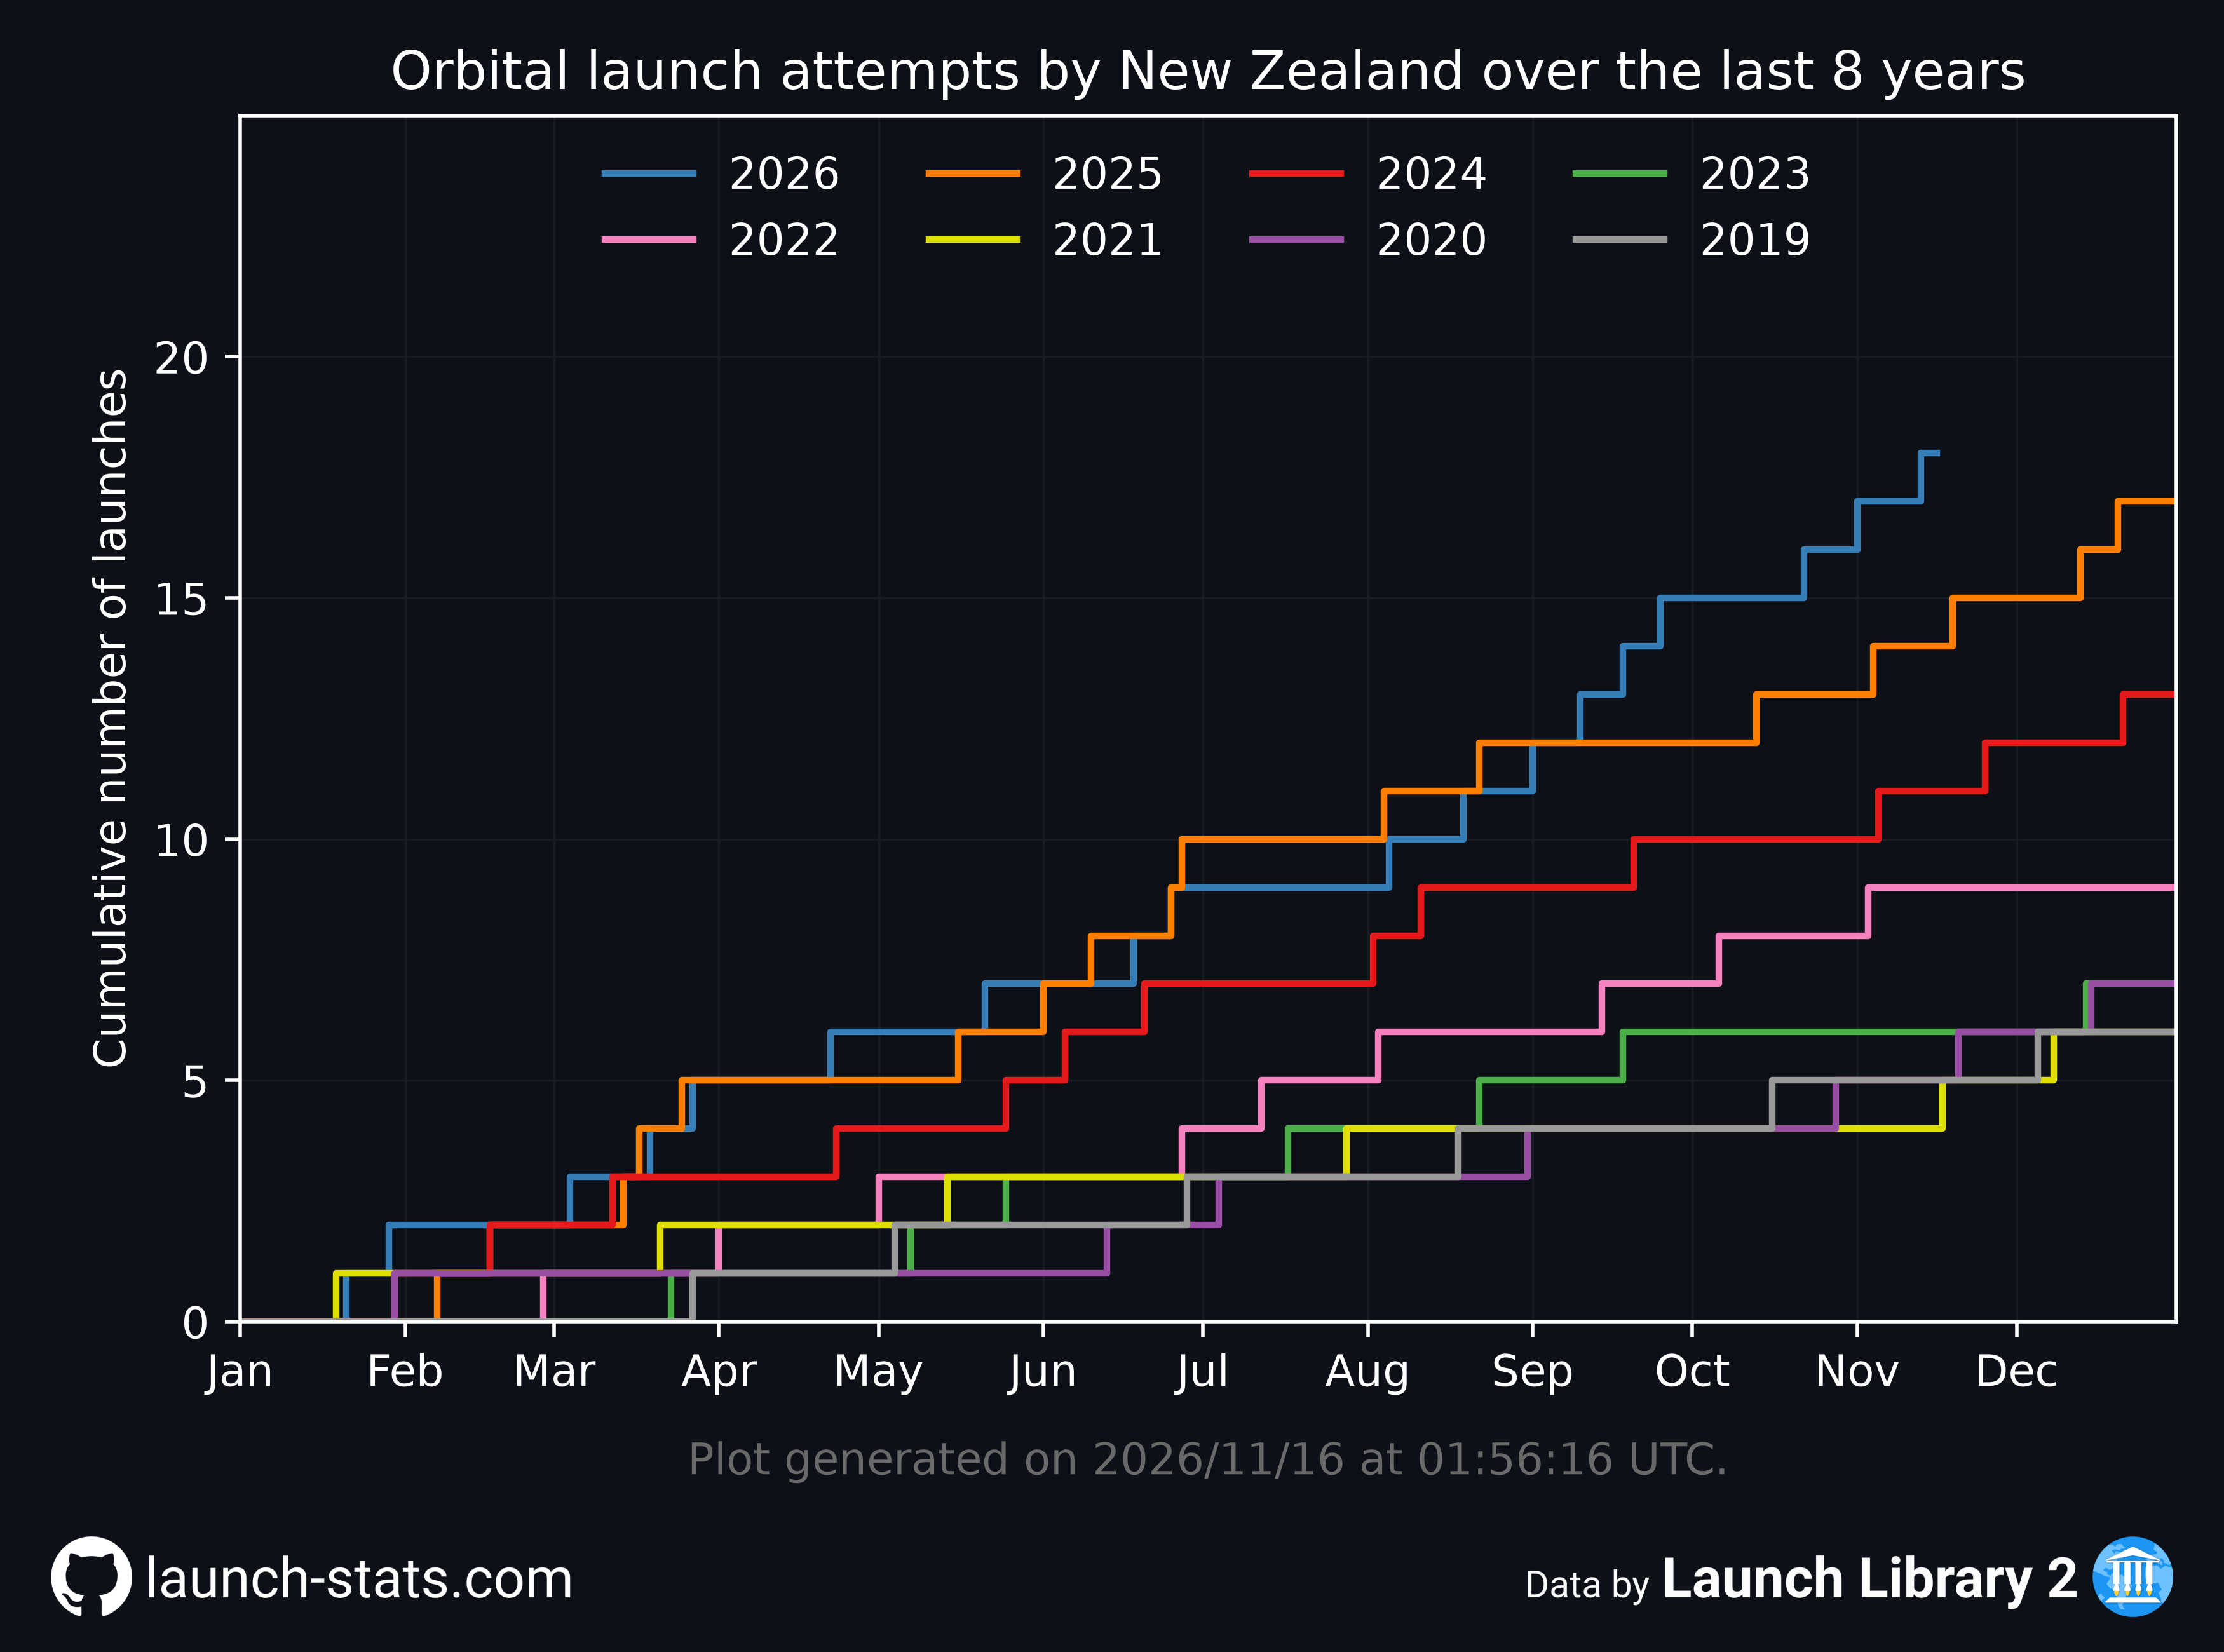 Orbital launch attempts by New Zealand over the last 8 years
2026 2025 2024 2023
2022 2021 2020 2019
Cumulative number of launches
20
15
10
5
0
Jan Feb Mar Apr May Jun Jul Aug Sep Oct Nov Dec
Plot generated on 2026/11/16 at 01:56:16 UTC.
launch-stats.com
Data by Launch Library 2